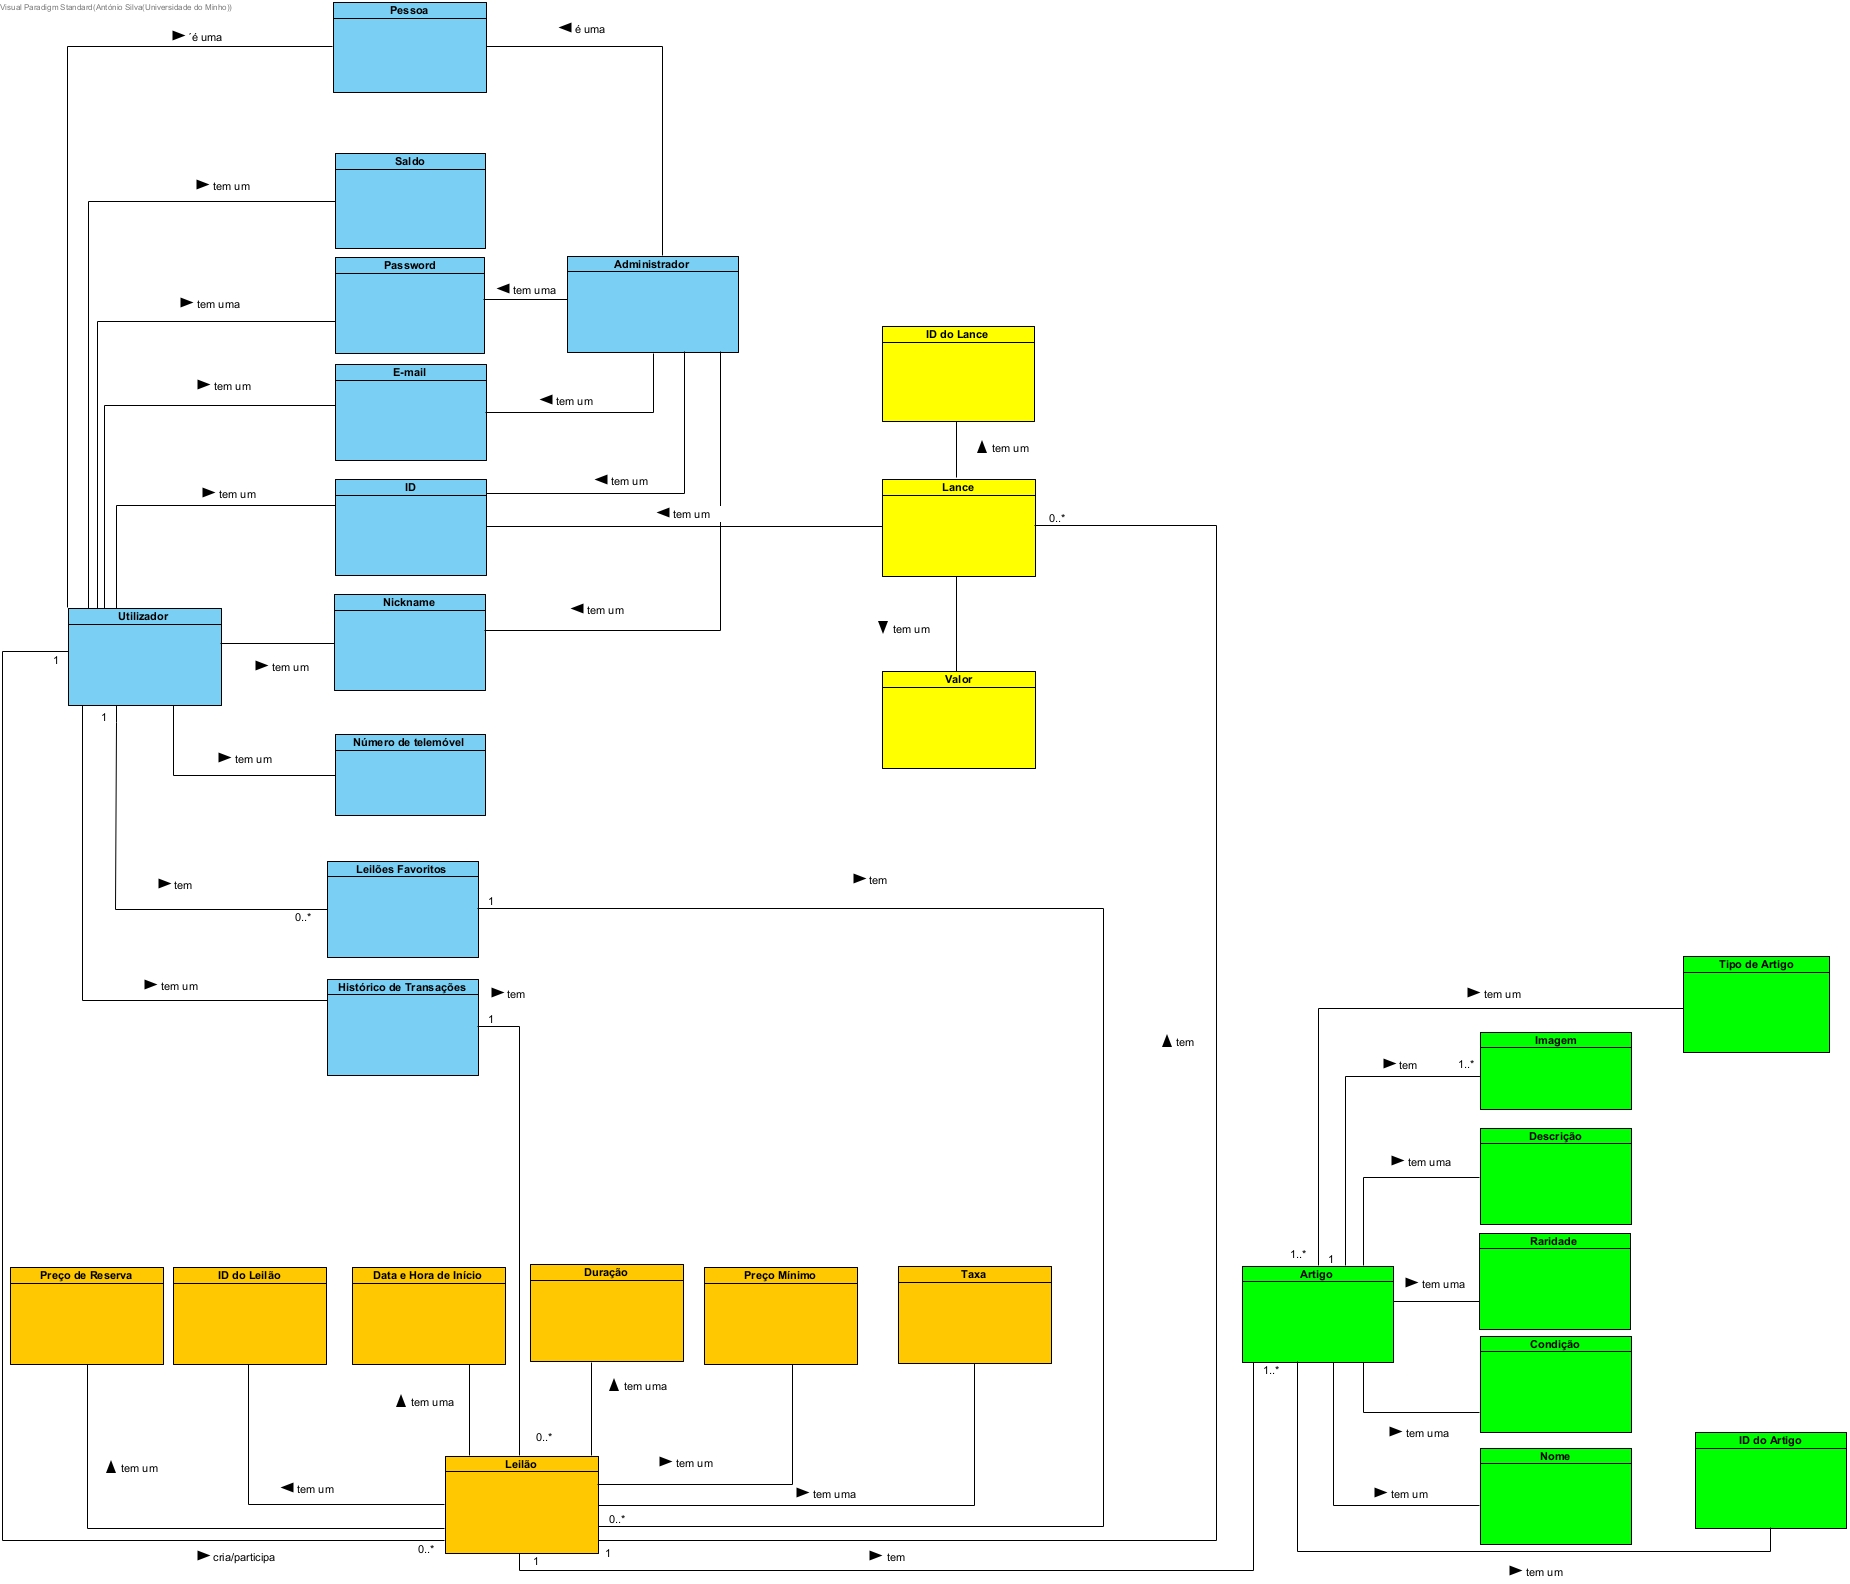 Visual Paradigm Standard(António Silva(Universidade do Minho))
Pessoa
´é uma
é uma
Saldo
tem um
Administrador
Password
tem uma
tem uma
E-mail
tem um
tem um
ID do Lance
tem um
ID
tem um
tem um
tem um
Lance
0..*
Nickname
tem um
Utilizador
tem um
1
1
tem um
Valor
Número de telemóvel
tem um
Leilões Favoritos
tem
0..*
1
tem
Histórico de Transações
tem um
tem
1
tem
Tipo de Artigo
tem um
Imagem
tem
1..*
Descrição
tem uma
Raridade
tem uma
1..*
1
Artigo
1..*
Condição
tem uma
Nome
tem um
ID do Artigo
tem um
Preço de Reserva
ID do Leilão
Data e Hora de Início
Duração
Preço Mínimo
Taxa
tem uma
tem uma
0..*
tem um
Leilão
tem um
tem um
tem uma
0..*
0..*
1
1
cria/participa
tem